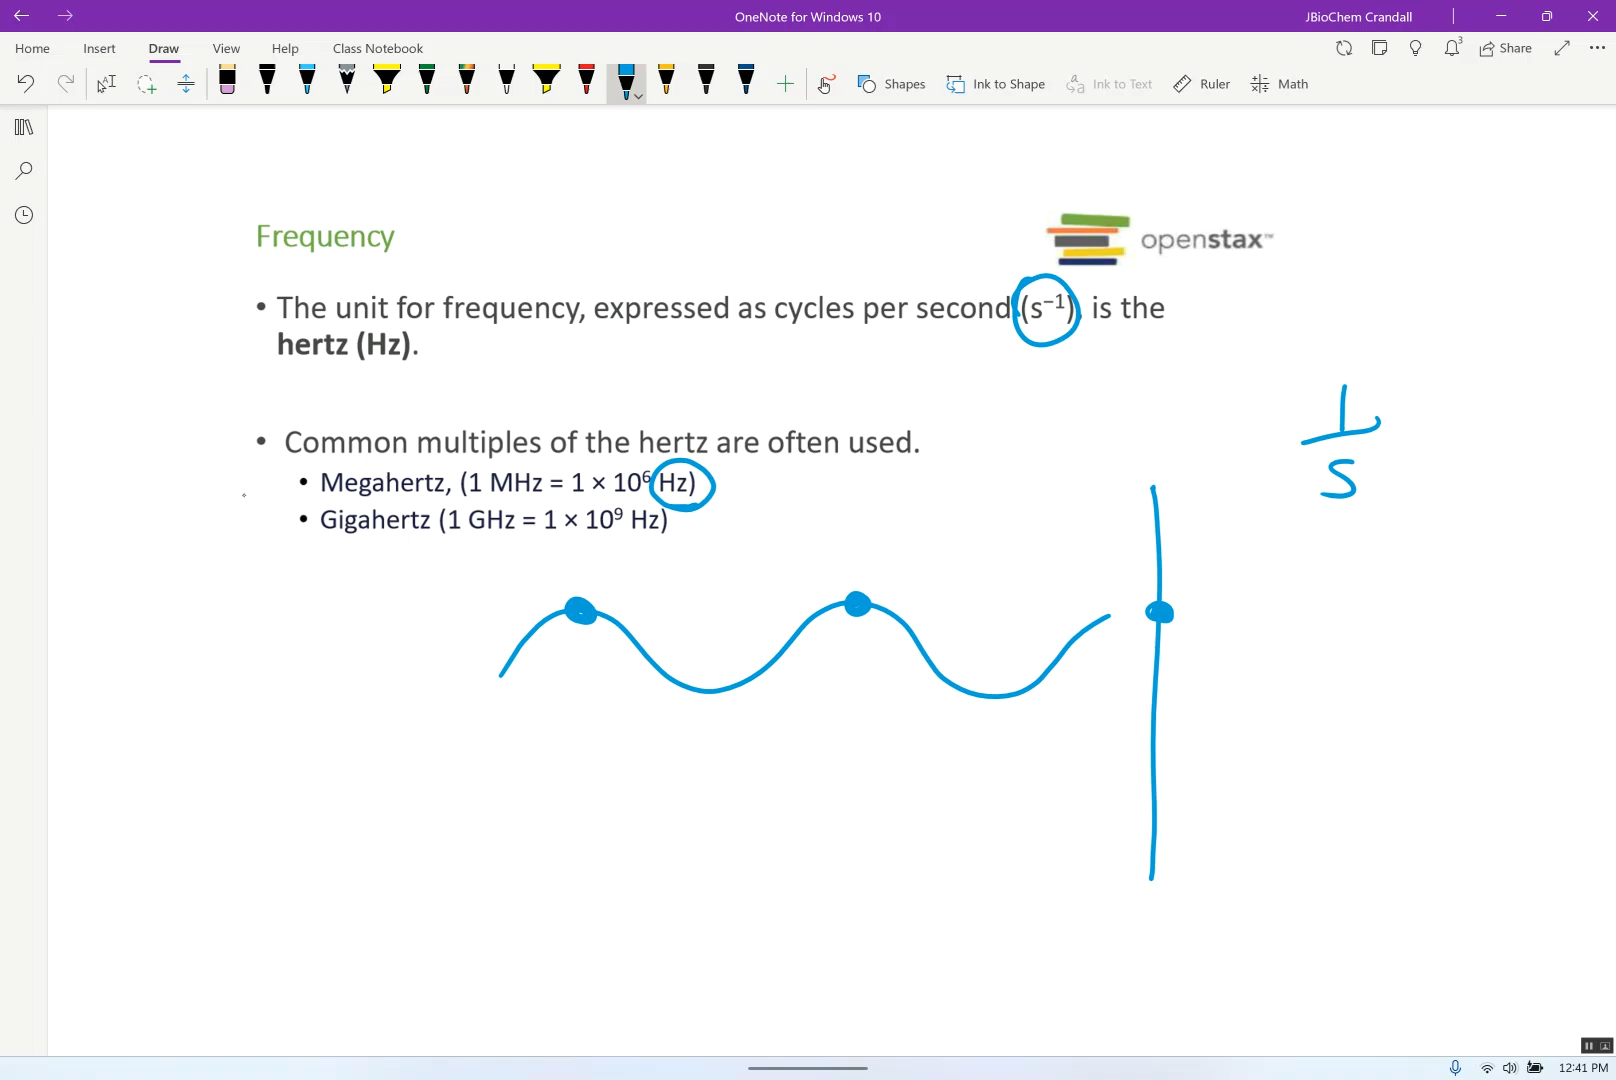 OneNote for Windows 10
JBioChem Crandall
Home Insert Draw View Help Class Notebook
3
Share
Shapes Ink to Shape Ink to Text Ruler Math
Frequency
openstax™
• The unit for frequency, expressed as cycles per second (s⁻¹), is the
hertz (Hz).
1
s
• Common multiples of the hertz are often used.
• Megahertz, (1 MHz = 1 × 10⁶ Hz)
• Gigahertz (1 GHz = 1 × 10⁹ Hz)
12:41 PM